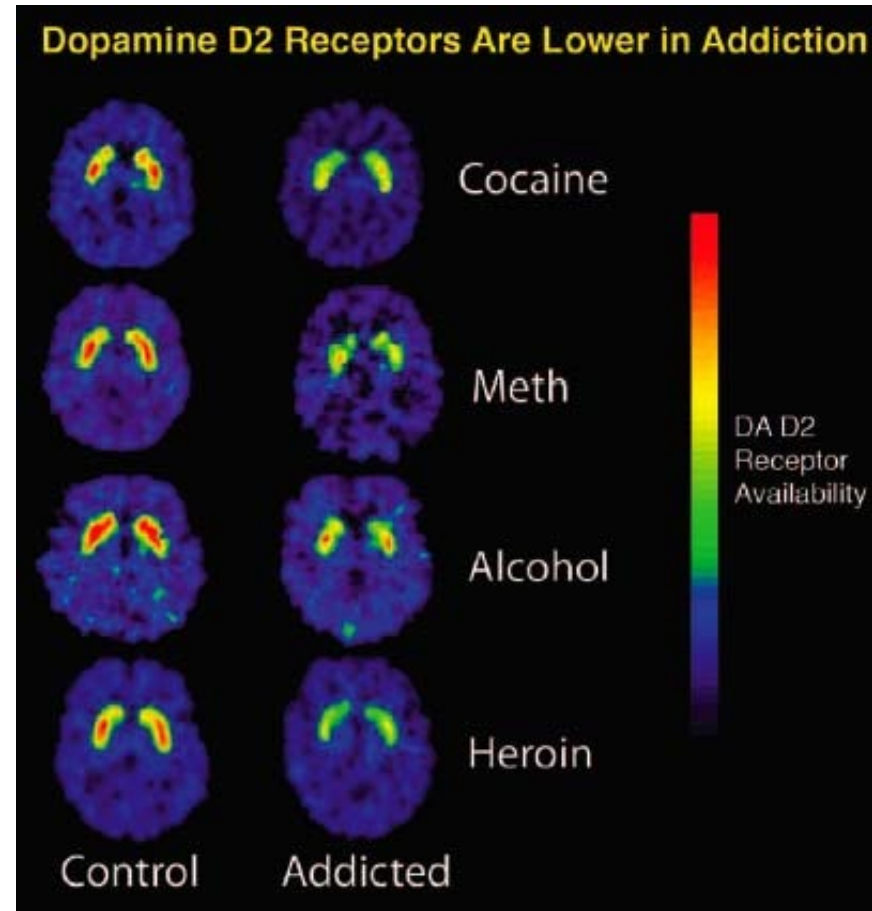 Dopamine D2 Receptors Are Lower in Addiction
Cocaine
Meth
DA D2
Receptor
Availability
Alcohol
Heroin
Control Addicted